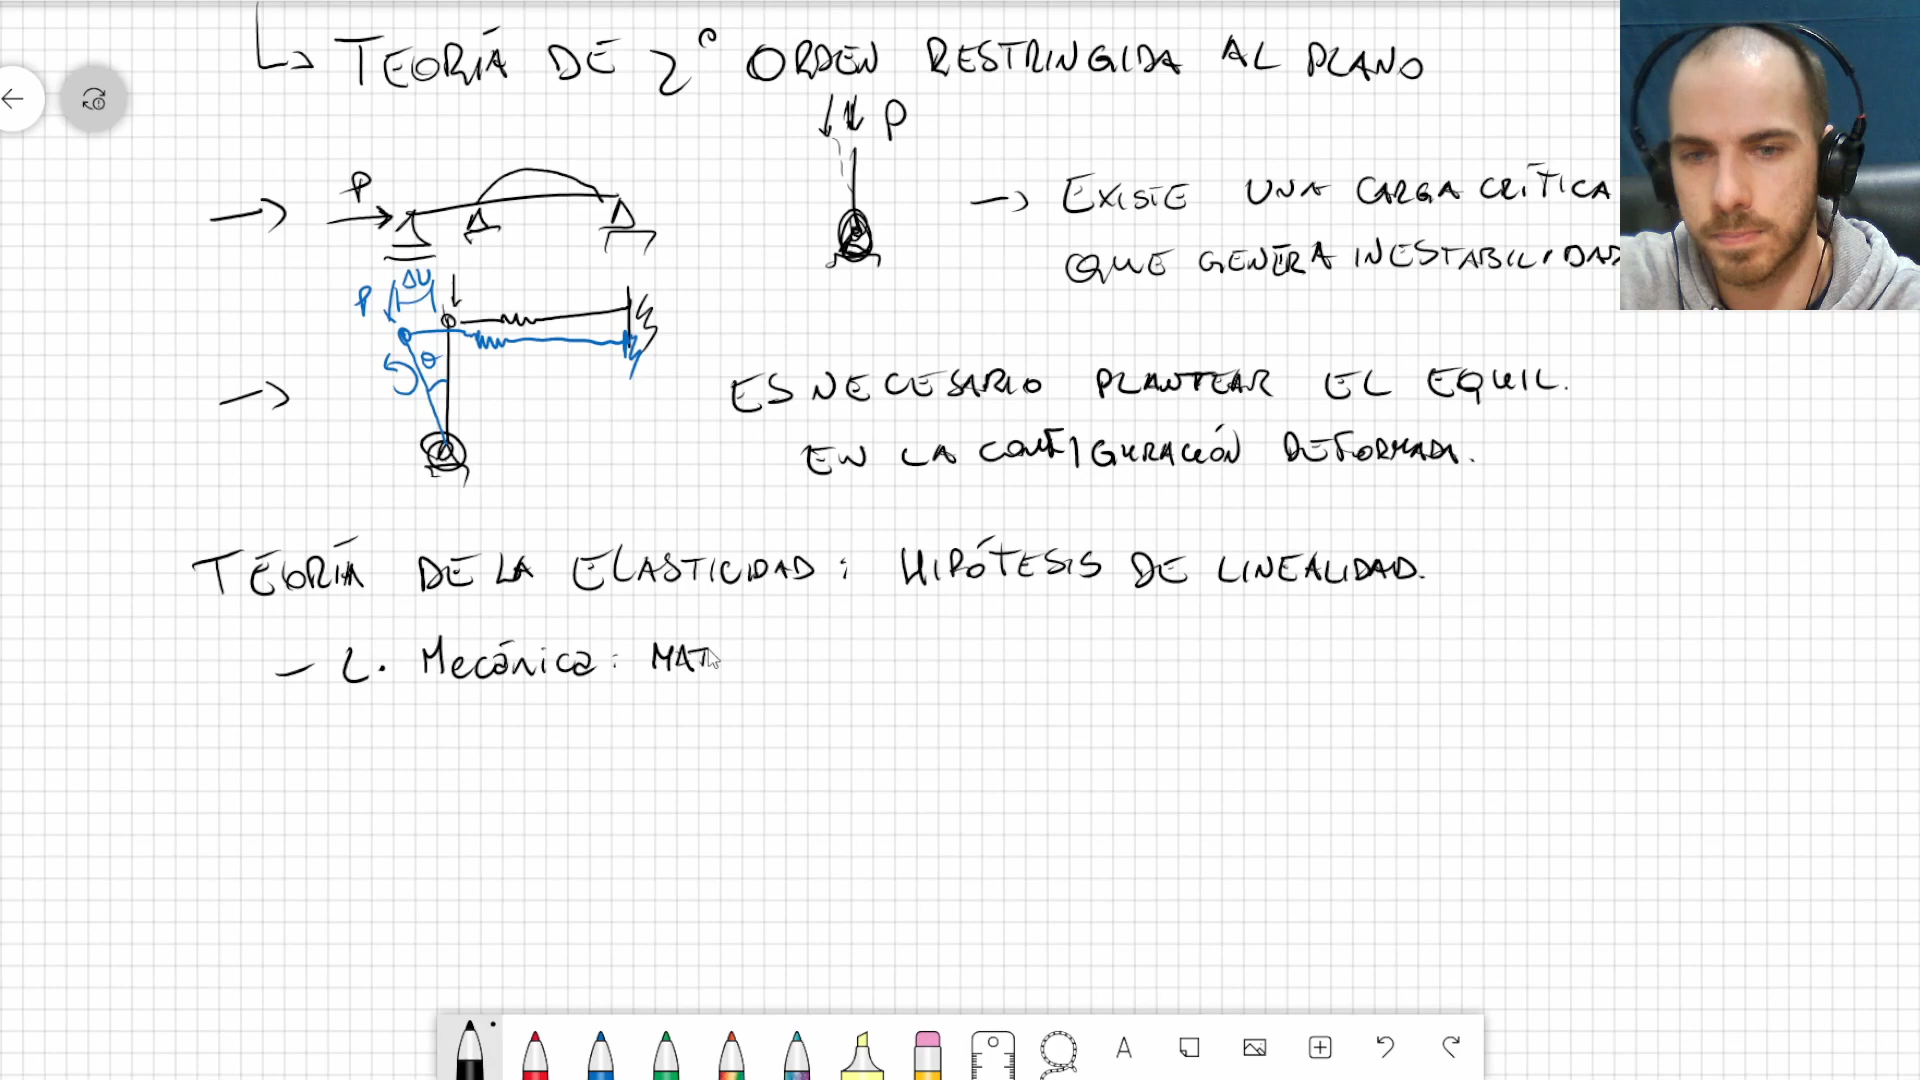 ↳ TEORÍA DE 2° ORDEN RESTRINGIDA AL PLANO
P
P
→ EXISTE UNA CARGA CRÍTICA
QUE GENERA INESTABILIDAD
ΔU
P
θ
ES NECESARIO PLANTEAR EL EQUIL.
EN LA CONFIGURACIÓN DEFORMADA.
TEORÍA DE LA ELASTICIDAD: HIPÓTESIS DE LINEALIDAD.
- L. Mecánica: MAT